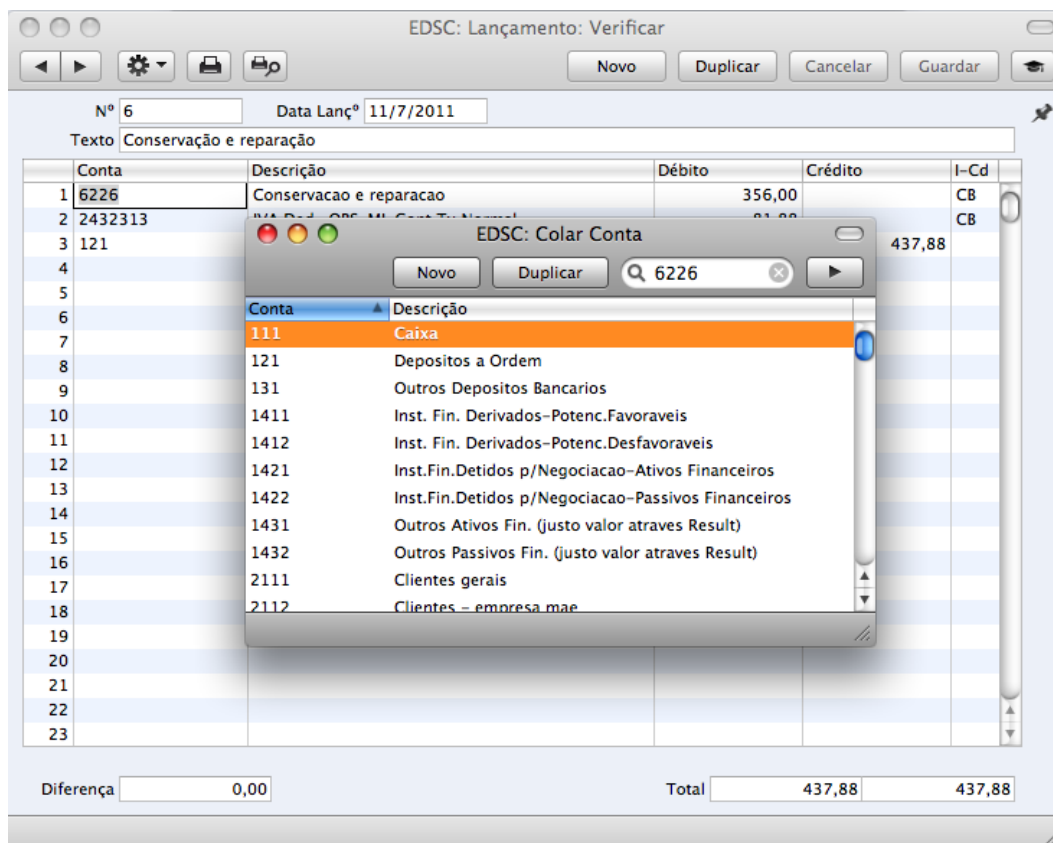 EDSC: Lançamento: Verificar
Novo Duplicar Cancelar Guardar
Nº 6 Data Lançº 11/7/2011
Texto Conservação e reparação
Conta Descrição Débito Crédito I-Cd
1 6226 Conservacao e reparacao 356,00 CB
2 2432313 CB
3 121 437,88
4
5
6
7
8
9
10
11
12
13
14
15
16
17
18
19
20
21
22
23
EDSC: Colar Conta
Novo Duplicar 6226
Conta Descrição
111 Caixa
121 Depositos a Ordem
131 Outros Depositos Bancarios
1411 Inst. Fin. Derivados-Potenc.Favoraveis
1412 Inst. Fin. Derivados-Potenc.Desfavoraveis
1421 Inst.Fin.Detidos p/Negociacao-Ativos Financeiros
1422 Inst.Fin.Detidos p/Negociacao-Passivos Financeiros
1431 Outros Ativos Fin. (justo valor atraves Result)
1432 Outros Passivos Fin. (justo valor atraves Result)
2111 Clientes gerais
2112 Clientes - empresa mae
Diferença 0,00 Total 437,88 437,88